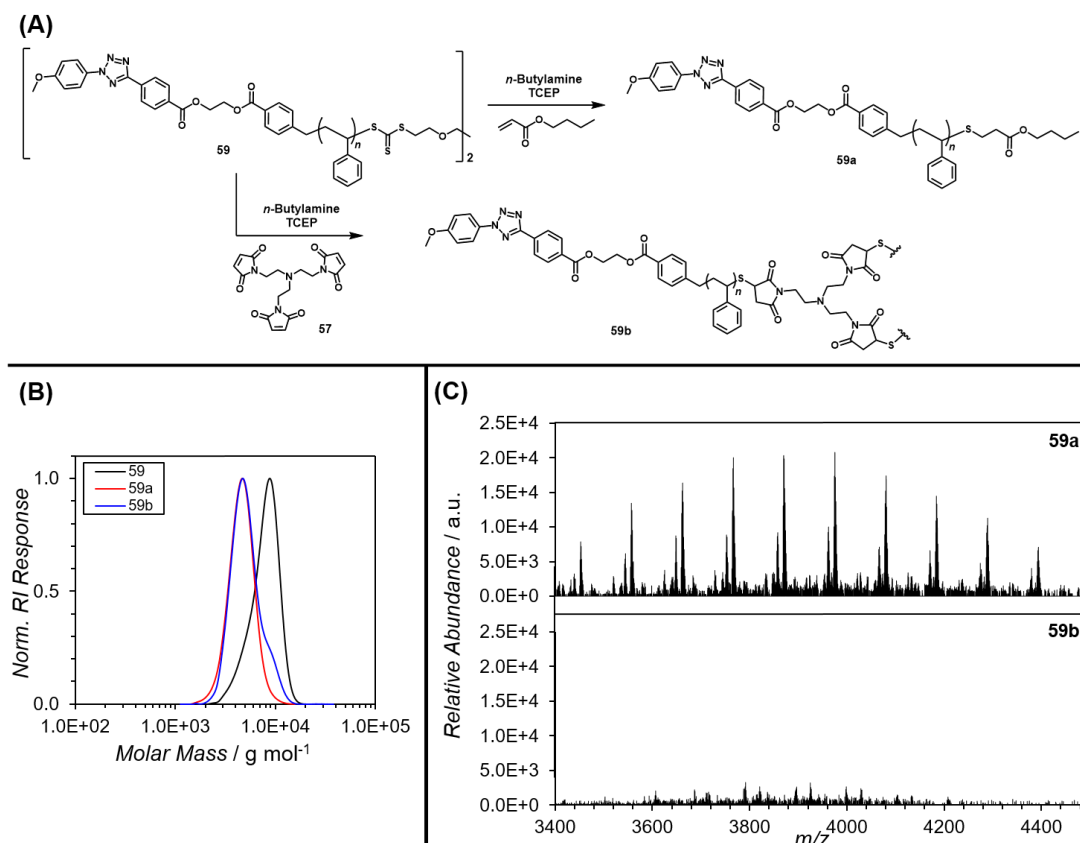 (A)
N N
N N
N
O
O
O
O
O
n
S S
S
O
2
59
n-Butylamine
TCEP
O
O
N N
N N
N
O
O
O
O
O
n
S
O
O
59a
n-Butylamine
TCEP
O
N
O
O
N
O
N
O
N
O
57
N N
N N
N
O
O
O
O
O
n
S
O
N
O
N
O
N
O
S
O
N
O
S
59b
(B)
59
59a
59b
Norm. RI Response
1.0
0.5
0.0
1.0E+02 1.0E+03 1.0E+04 1.0E+05
Molar Mass / g mol-1
(C)
Relative Abundance / a.u.
59a
2.5E+4
2.0E+4
1.5E+4
1.0E+4
5.0E+3
0.0E+0
59b
2.5E+4
2.0E+4
1.5E+4
1.0E+4
5.0E+3
0.0E+0
3400 3600 3800 4000 4200 4400
m/z